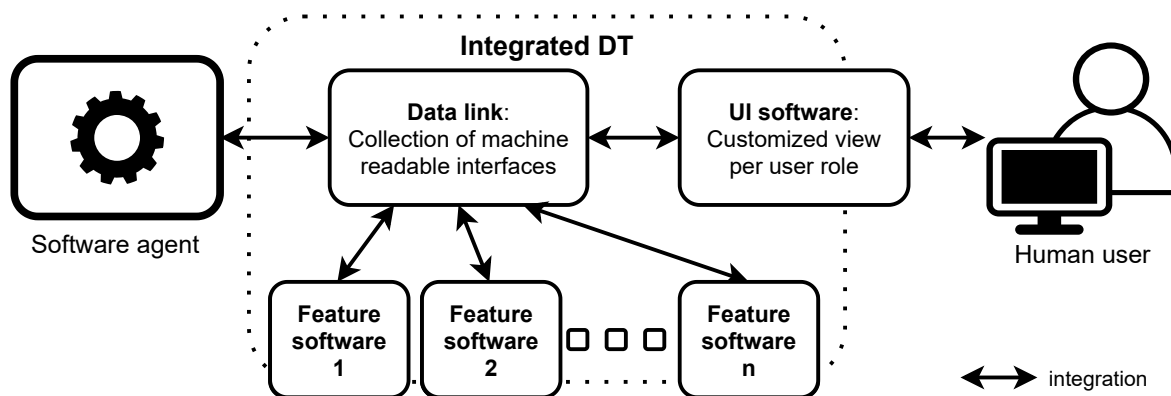 Integrated DT
Data link:
Collection of machine
readable interfaces
UI software:
Customized view
per user role
Software agent
Human user
Feature
software
1
Feature
software
2
Feature
software
n
integration